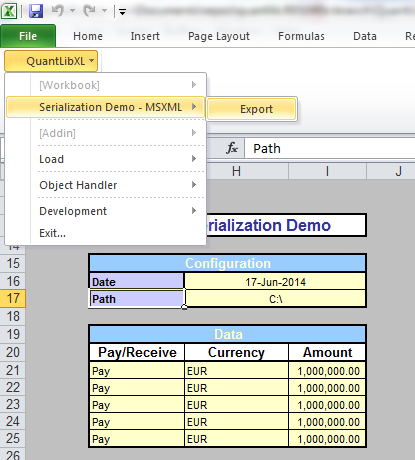 File Home Insert Page Layout Formulas Data
QuantLibXL
[Workbook]
Serialization Demo - MSXML Export
[Addin]
Load
Object Handler
Development
Exit...
fx Path
H I J
rialization Demo
14
15 Configuration
16 Date 17-Jun-2014
17 Path C:\
18
19 Data
20 Pay/Receive Currency Amount
21 Pay EUR 1,000,000.00
22 Pay EUR 1,000,000.00
23 Pay EUR 1,000,000.00
24 Pay EUR 1,000,000.00
25 Pay EUR 1,000,000.00
26